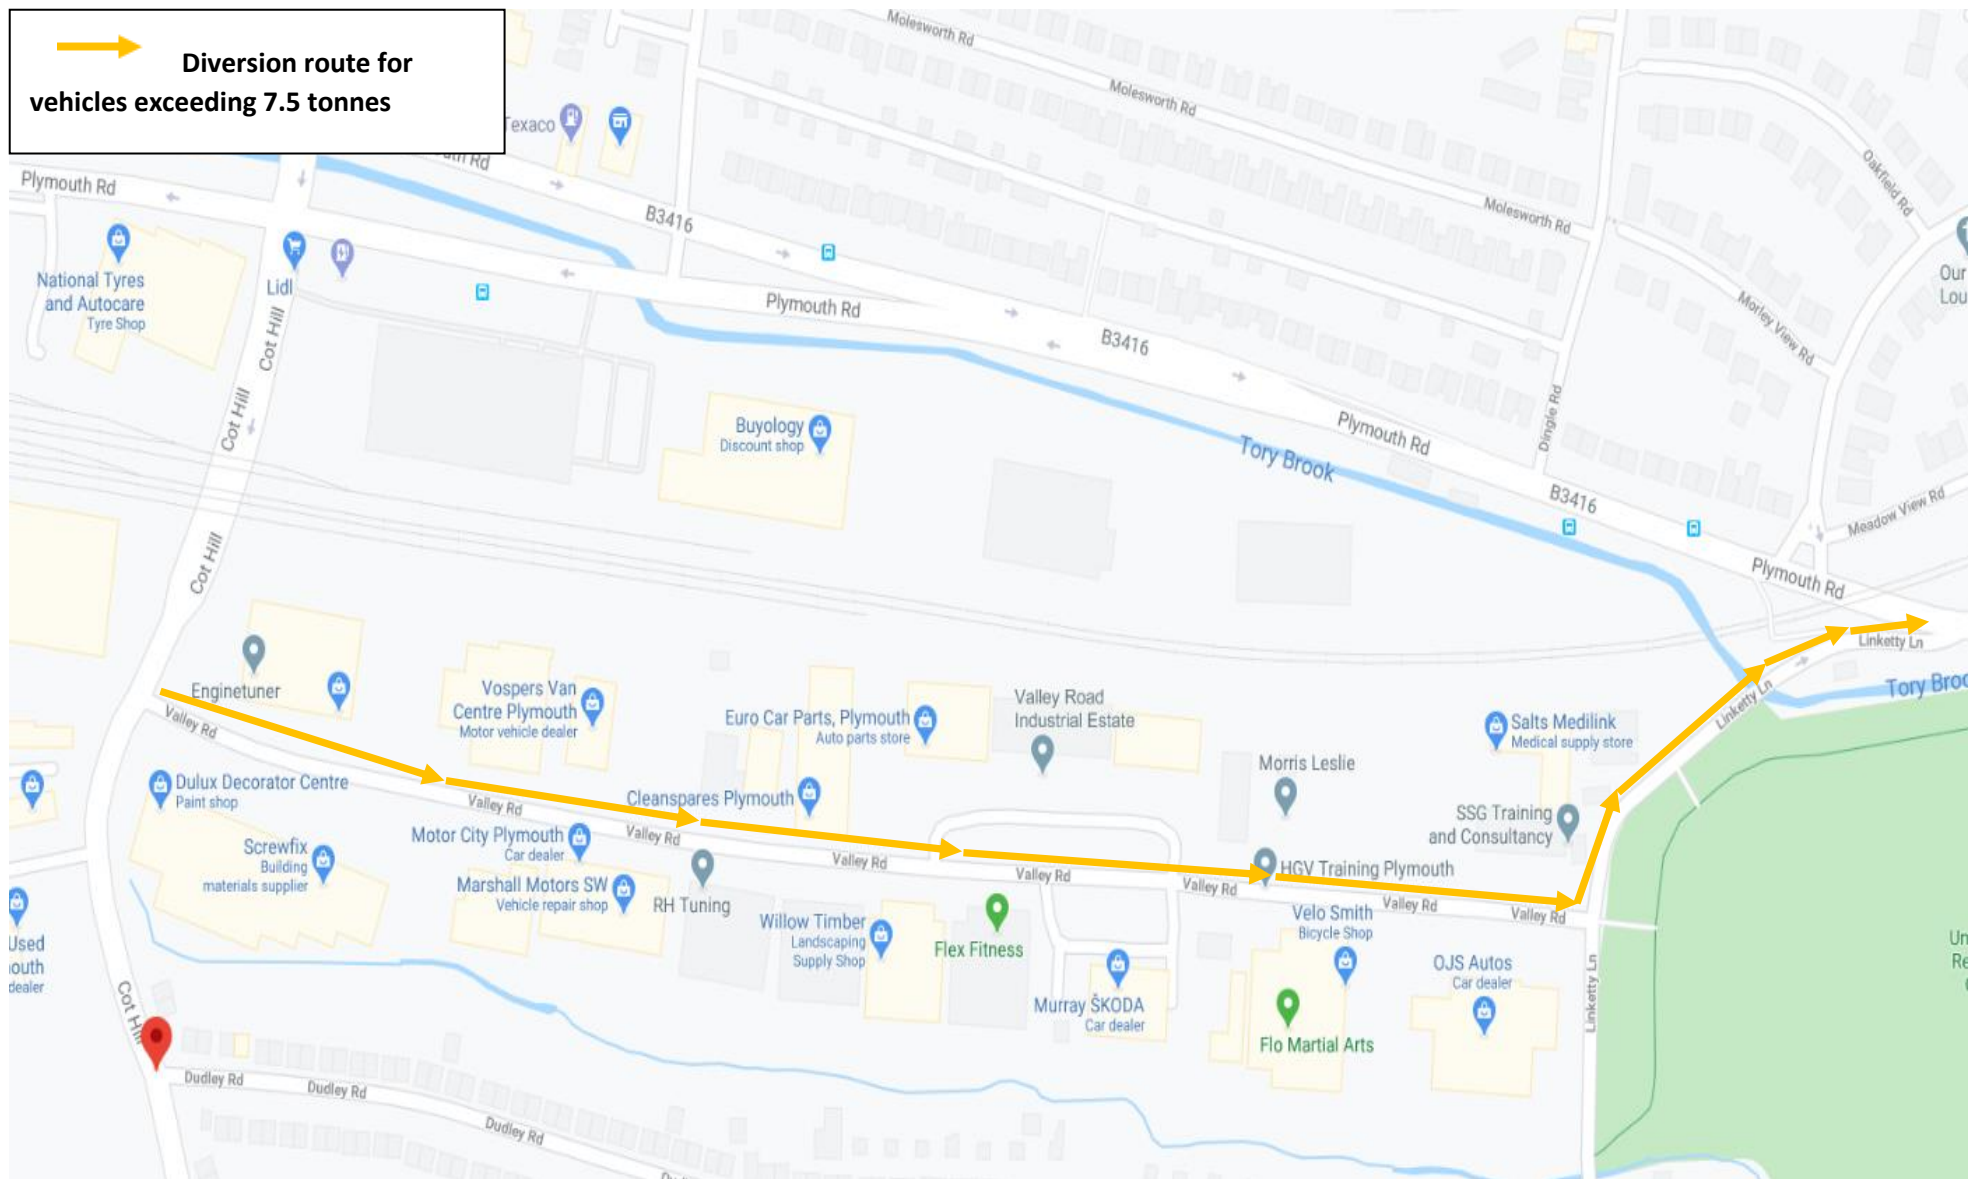 Diversion route for
vehicles exceeding 7.5 tonnes
Molesworth Rd
Molesworth Rd
Molesworth Rd
Texaco
Plymouth Rd
B3416
Oakfield Rd
Our
Lou
National Tyres
and Autocare
Tyre Shop
Lidl
Cot Hill
Plymouth Rd
B3416
Morley View Rd
Cot Hill
Buyology
Discount shop
Plymouth Rd
Dingle Rd
Tory Brook
B3416
Meadow View Rd
Cot Hill
Plymouth Rd
Linketty Ln
Enginetuner
Valley Rd
Vospers Van
Centre Plymouth
Motor vehicle dealer
Euro Car Parts, Plymouth
Auto parts store
Valley Road
Industrial Estate
Salts Medilink
Medical supply store
Linketty Ln
Tory Broo
Dulux Decorator Centre
Paint shop
Valley Rd
Cleanspares Plymouth
Morris Leslie
SSG Training
and Consultancy
Screwfix
Building
materials supplier
Motor City Plymouth
Car dealer
Valley Rd
Valley Rd
Valley Rd
Valley Rd
HGV Training Plymouth
Valley Rd
Valley Rd
Marshall Motors SW
Vehicle repair shop
RH Tuning
Willow Timber
Landscaping
Supply Shop
Flex Fitness
Velo Smith
Bicycle Shop
OJS Autos
Car dealer
Used
outh
dealer
Un
Re
Cot Hill
Murray ŠKODA
Car dealer
Flo Martial Arts
Linketty Ln
Dudley Rd
Dudley Rd
Dudley Rd